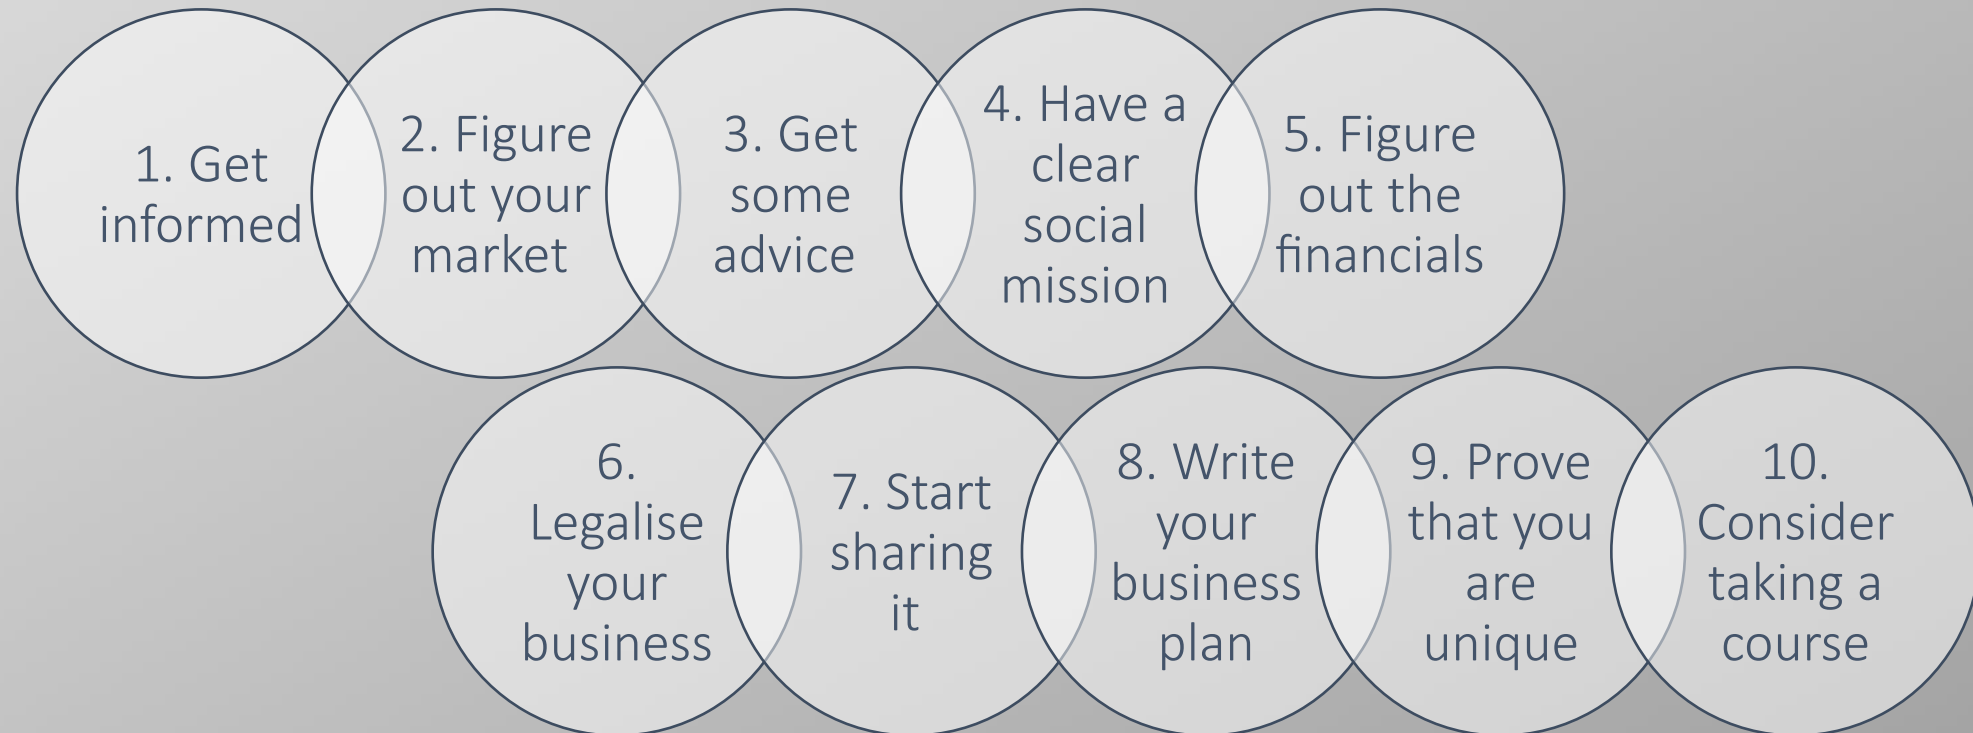 1. Get
informed
2. Figure
out your
market
3. Get
some
advice
4. Have a
clear
social
mission
5. Figure
out the
financials
6.
Legalise
your
business
7. Start
sharing
it
8. Write
your
business
plan
9. Prove
that you
are
unique
10.
Consider
taking a
course